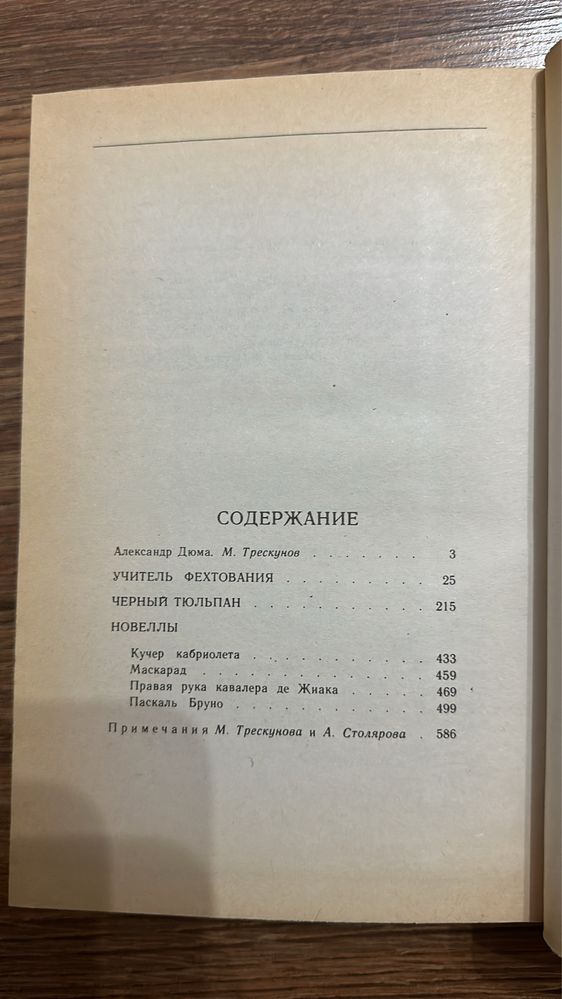 СОДЕРЖАНИЕ
Александр Дюма. М. Трескунов . . . . . . . 3
УЧИТЕЛЬ ФЕХТОВАНИЯ . . . . . . . . . 25
ЧЕРНЫЙ ТЮЛЬПАН . . . . . . . . . . . 215
НОВЕЛЛЫ
Кучер кабриолета . . . . . . . . . . 433
Маскарад . . . . . . . . . . . . . 459
Правая рука кавалера де Жиака . . . . . 469
Паскаль Бруно . . . . . . . . . . . 499
Примечания М. Трескунова и А. Столярова . 586